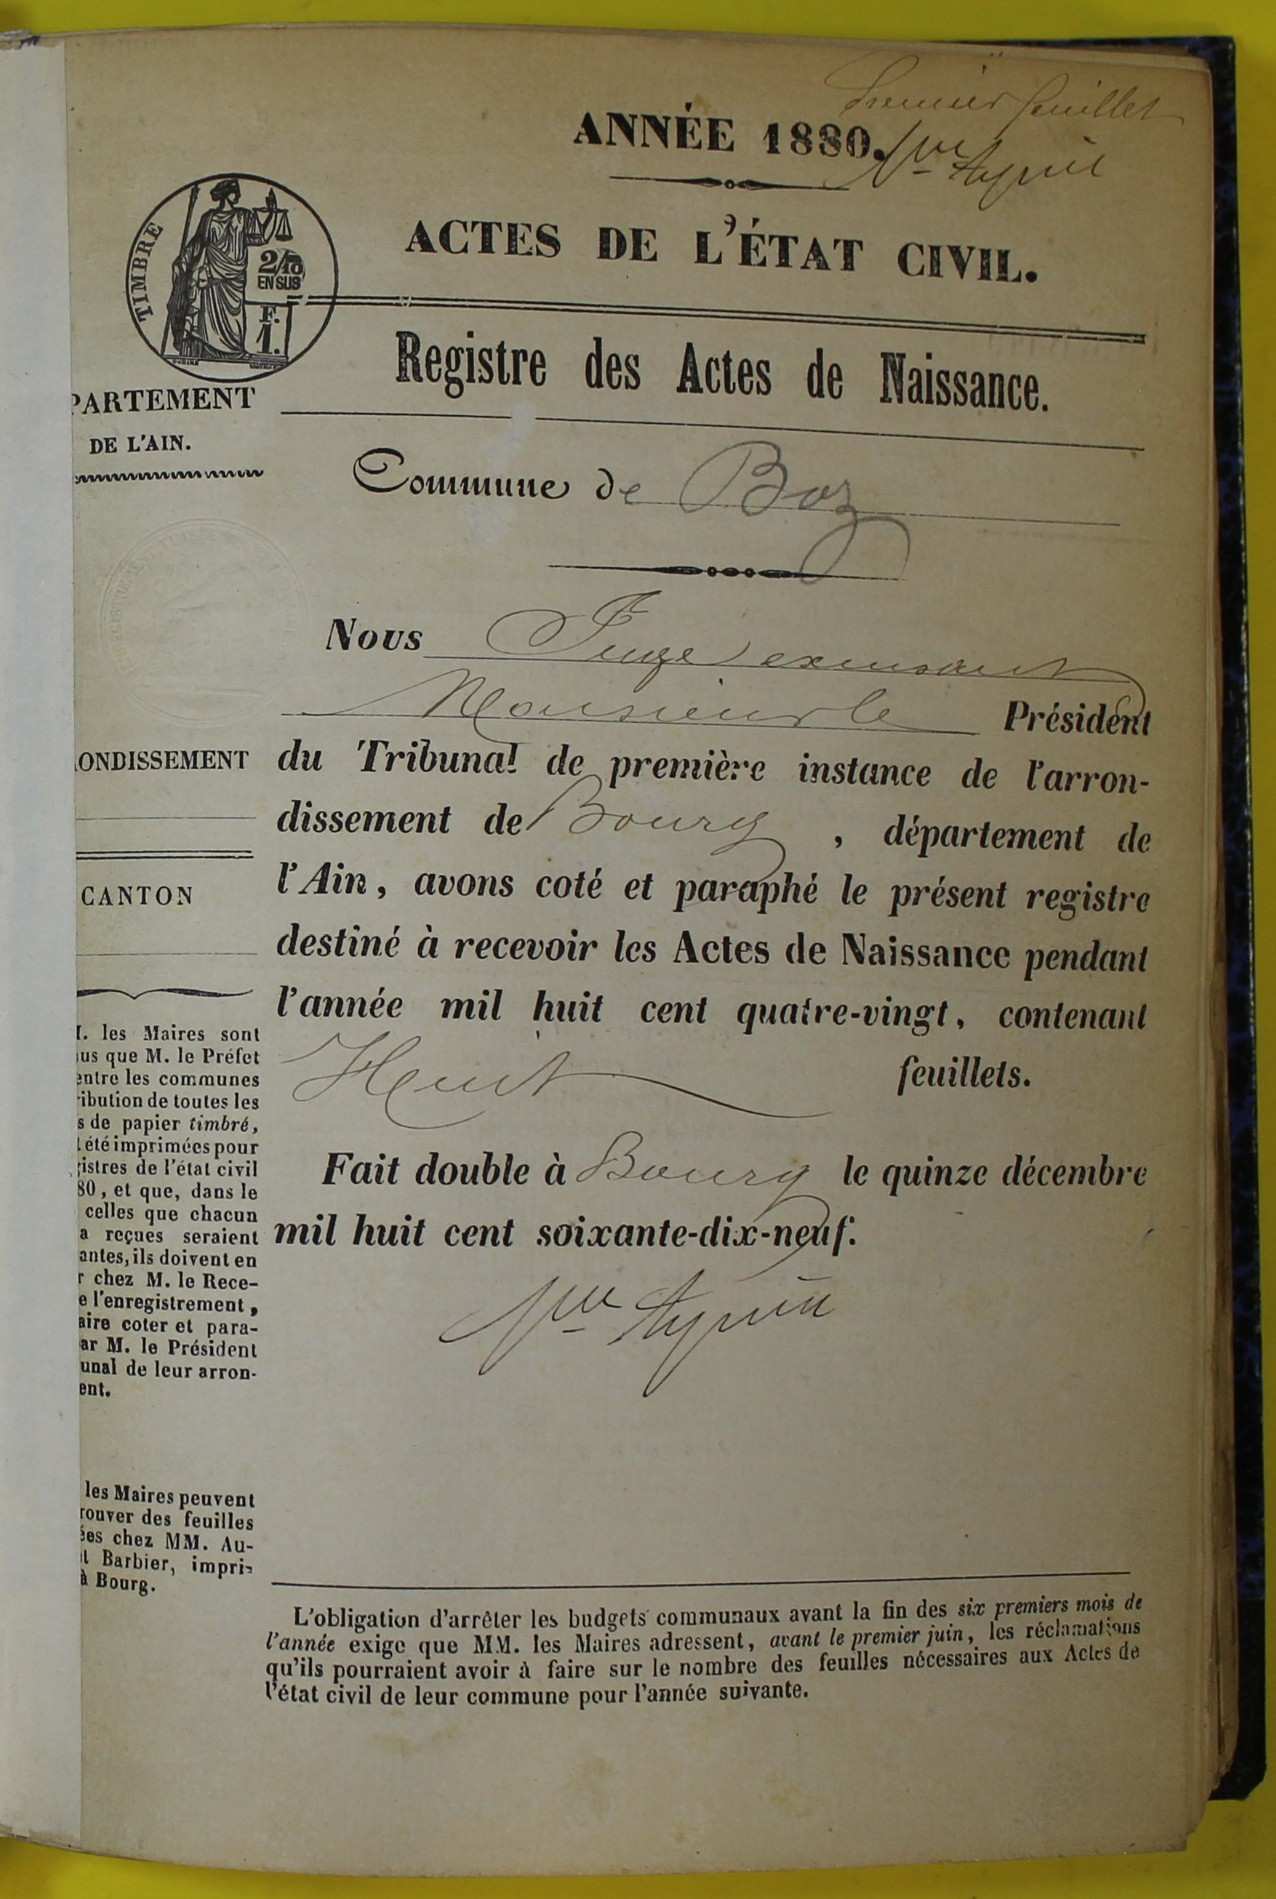 Premier feuillet
ANNÉE 1880.
ACTES DE L'ÉTAT CIVIL.
TIMBRE
2/10
EN SUS
F.
1.
Registre des Actes de Naissance.
PARTEMENT
DE L'AIN.
Commune de Boz
Nous Juge excusant
Monsieur le Président
du Tribunal de première instance de l'arron-
dissement de Bourg, département de
l'Ain, avons coté et paraphé le présent registre
destiné à recevoir les Actes de Naissance pendant
l'année mil huit cent quatre-vingt, contenant
Huit feuillets.
Fait double à Bourg le quinze décembre
mil huit cent soixante-dix-neuf.
ONDISSEMENT
CANTON
M. les Maires sont
us que M. le Préfet
entre les communes
ribution de toutes les
s de papier timbré,
t été imprimées pour
gistres de l'état civil
80, et que, dans le
celles que chacun
a reçues seraient
antes, ils doivent en
r chez M. le Rece-
e l'enregistrement,
aire coter et para-
ar M. le Président
unal de leur arron-
ent.
les Maires peuvent
rouver des feuilles
ées chez MM. Au-
t Barbier, impri-
à Bourg.
L'obligation d'arrêter les budgets communaux avant la fin des six premiers mois de
l'année exige que MM. les Maires adressent, avant le premier juin, les réclamations
qu'ils pourraient avoir à faire sur le nombre des feuilles nécessaires aux Actes de
l'état civil de leur commune pour l'année suivante.